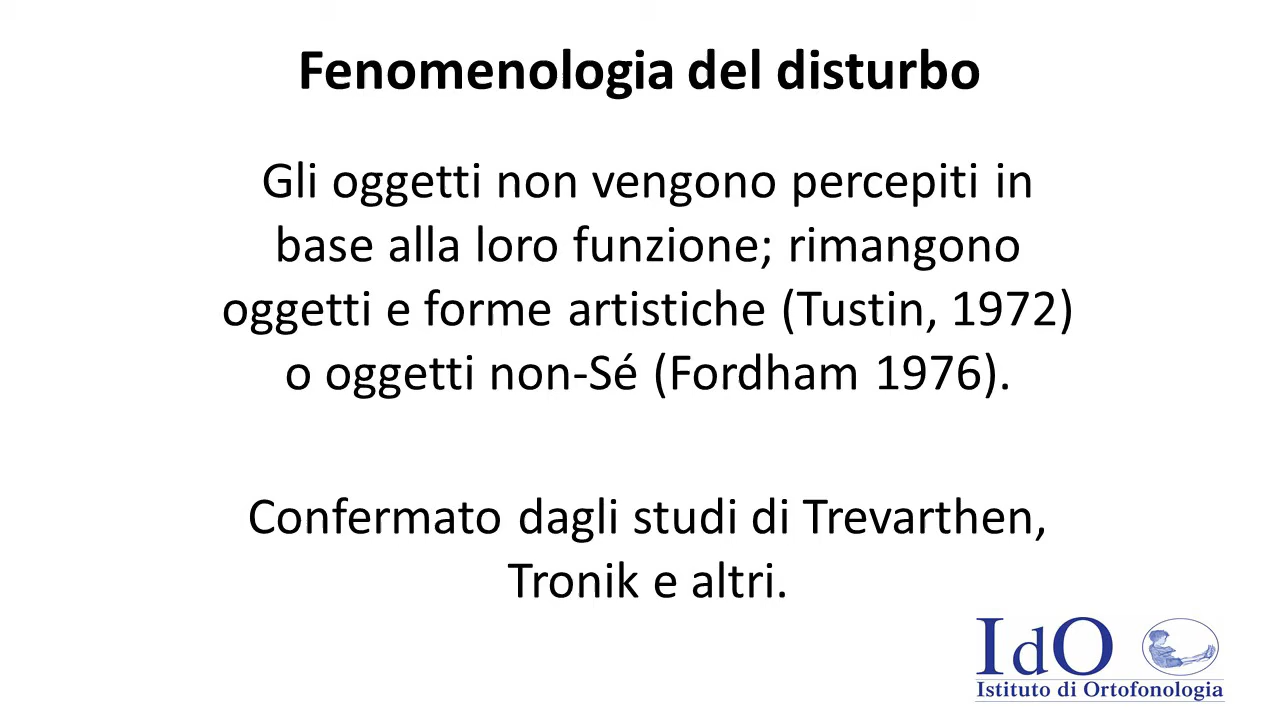 Fenomenologia del disturbo
Gli oggetti non vengono percepiti in
base alla loro funzione; rimangono
oggetti e forme artistiche (Tustin, 1972)
o oggetti non-Sé (Fordham 1976).
Confermato dagli studi di Trevarthen,
Tronik e altri.
IdO
Istituto di Ortofonologia